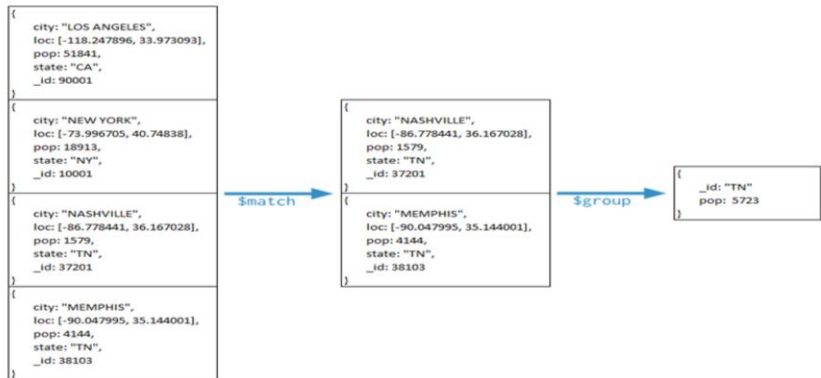 {
city: "LOS ANGELES",
loc: [-118.247896, 33.973093],
pop: 51841,
state: "CA",
_id: 90001
}
{
city: "NEW YORK",
loc: [-73.996705, 40.74838],
pop: 18913,
state: "NY",
_id: 10001
}
{
city: "NASHVILLE",
loc: [-86.778441, 36.167028],
pop: 1579,
state: "TN",
_id: 37201
}
{
city: "MEMPHIS",
loc: [-90.047995, 35.144001],
pop: 4144,
state: "TN",
_id: 38103
}
$match
{
city: "NASHVILLE",
loc: [-86.778441, 36.167028],
pop: 1579,
state: "TN",
_id: 37201
}
{
city: "MEMPHIS",
loc: [-90.047995, 35.144001],
pop: 4144,
state: "TN",
_id: 38103
}
$group
{
_id: "TN"
pop: 5723
}